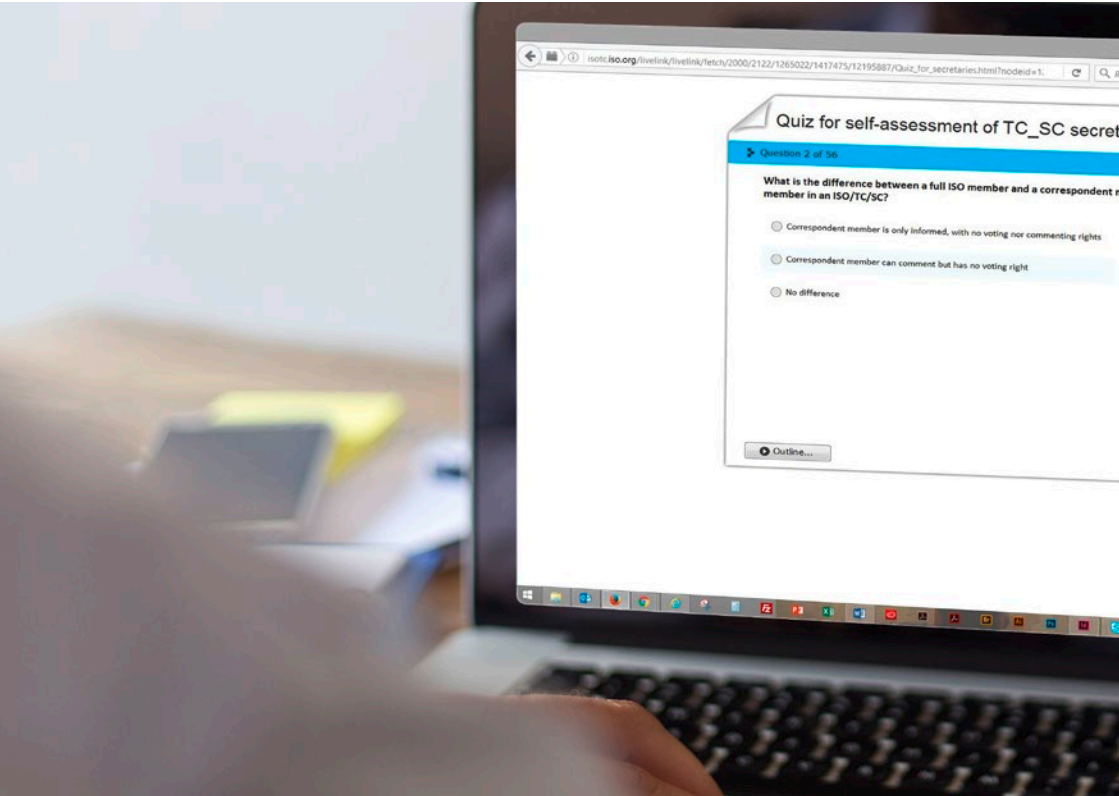 isotc.iso.org/livelink/livelink/fetch/2000/2122/1265022/1417475/12195887/Quiz_for_secretaries.html?nodeid=1
Quiz for self-assessment of TC_SC secret
Question 2 of 56
What is the difference between a full ISO member and a correspondent
member in an ISO/TC/SC?
Correspondent member is only informed, with no voting nor commenting rights
Correspondent member can comment but has no voting right
No difference
Outline...